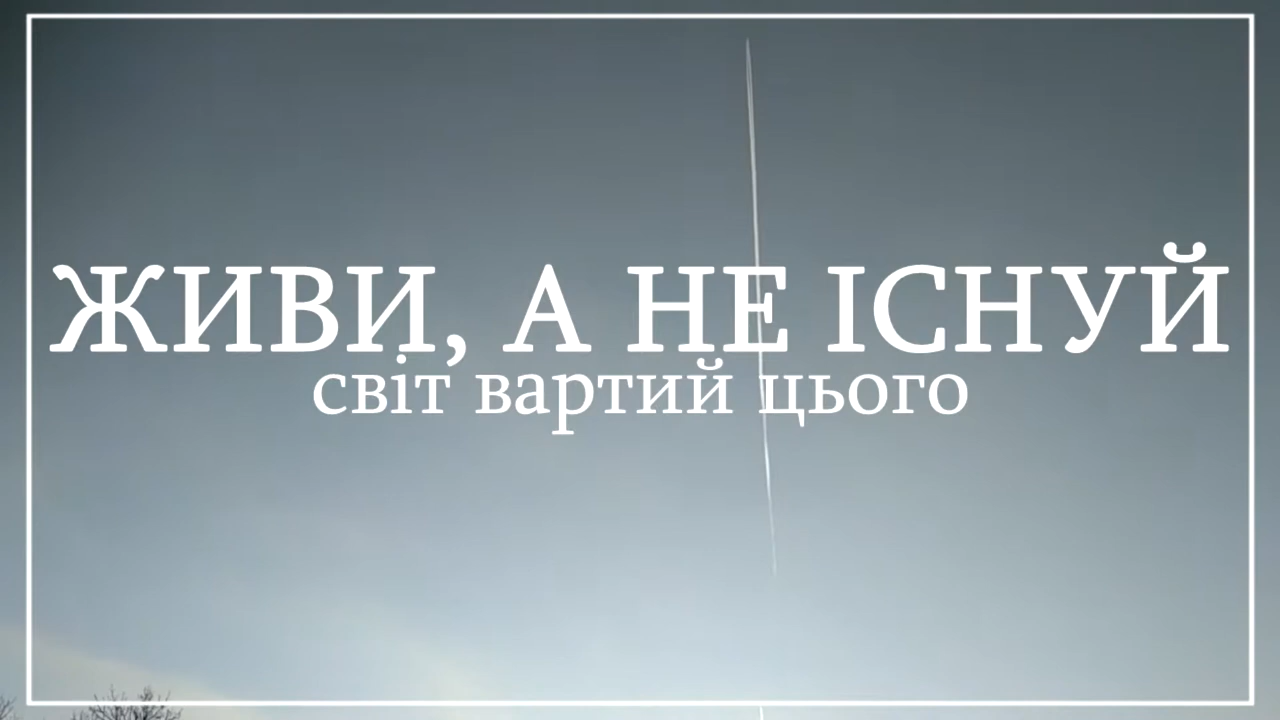 ЖИВИ, А НЕ ІСНУЙ
світ вартий цього